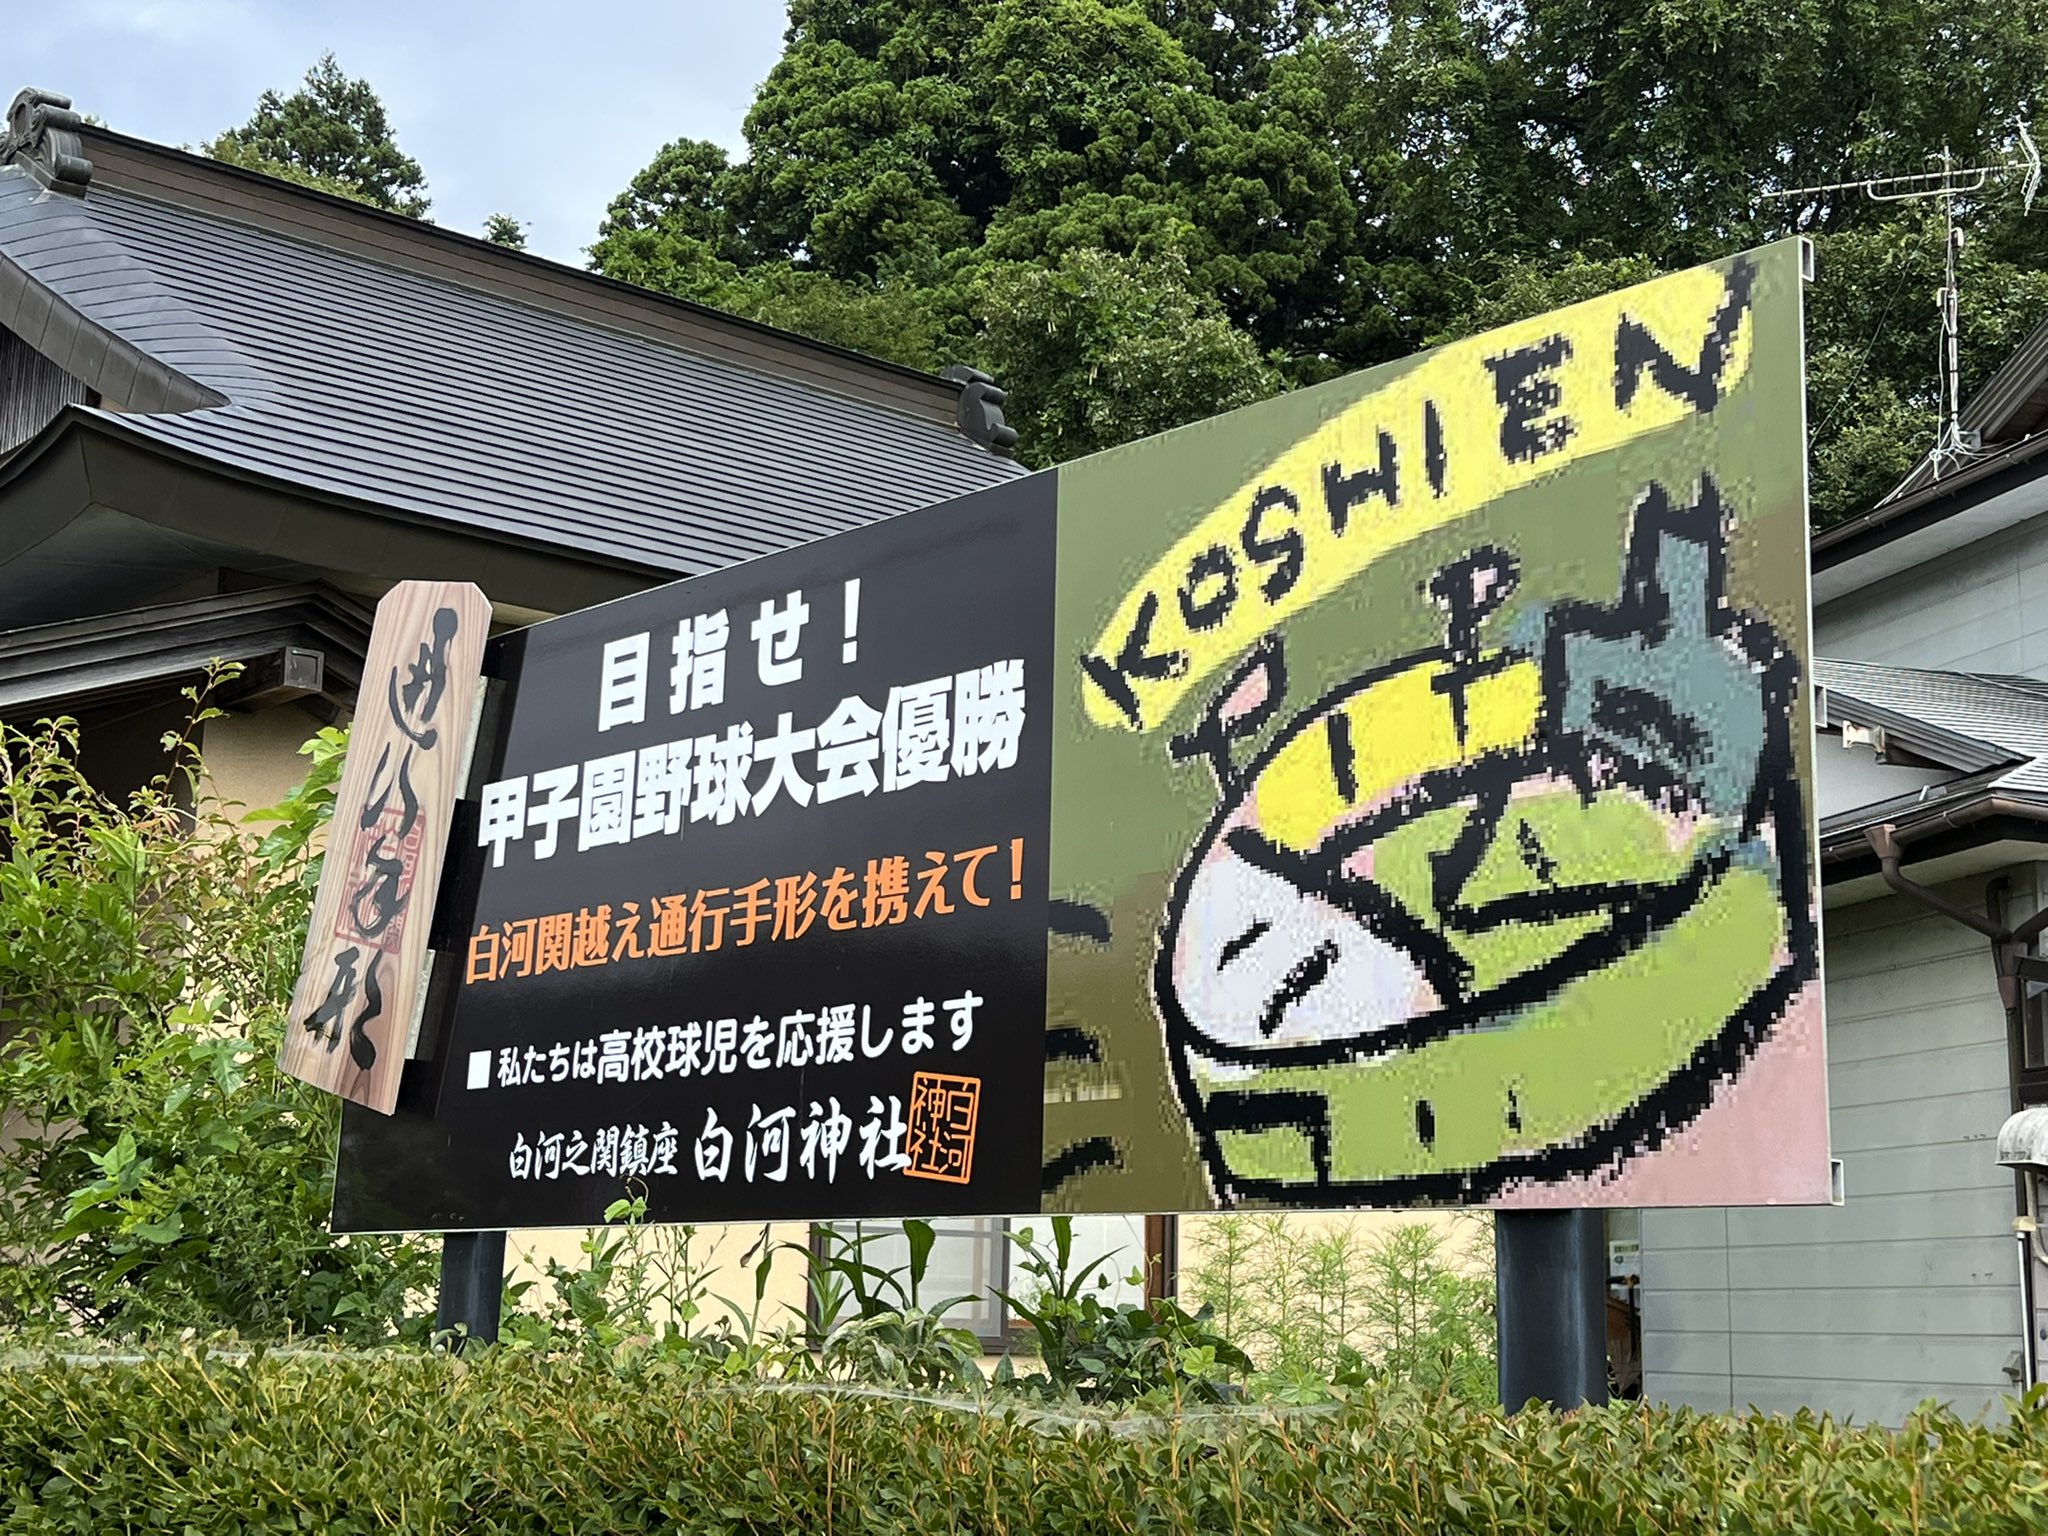 通行手形
目指せ！
甲子園野球大会優勝
白河関越え通行手形を携えて！
■私たちは高校球児を応援します
白河之関鎮座 白河神社
白河神社
KOSHIEN